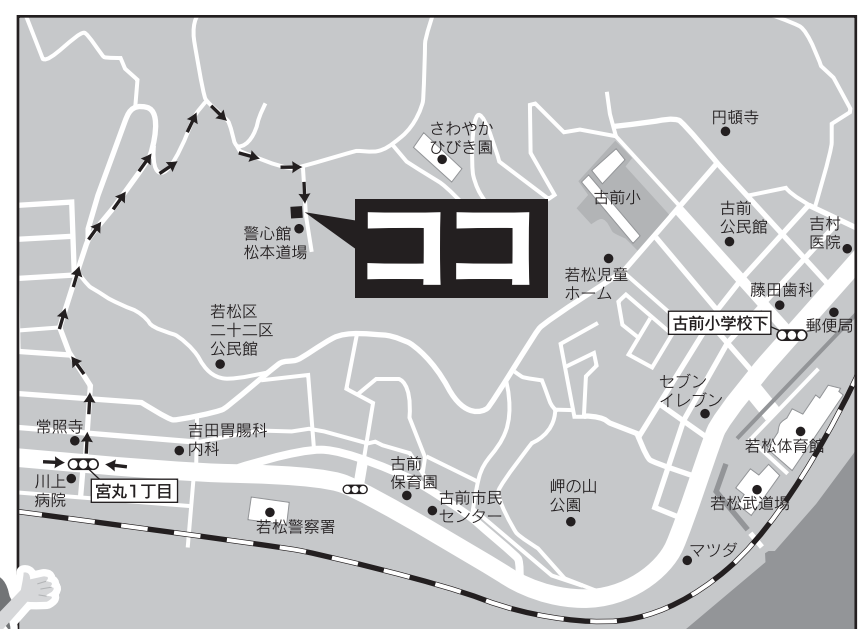 円頓寺
さわやか
ひびき園
古前小
古前
公民館
吉村
医院
ココ
警心館
松本道場
若松児童
ホーム
藤田歯科
郵便局
古前小学校下
若松区
二十二区
公民館
セブン
イレブン
常照寺
吉田胃腸科
内科
若松体育館
川上
病院
宮丸1丁目
古前
保育園
古前市民
センター
岬の山
公園
若松武道場
若松警察署
マツダ